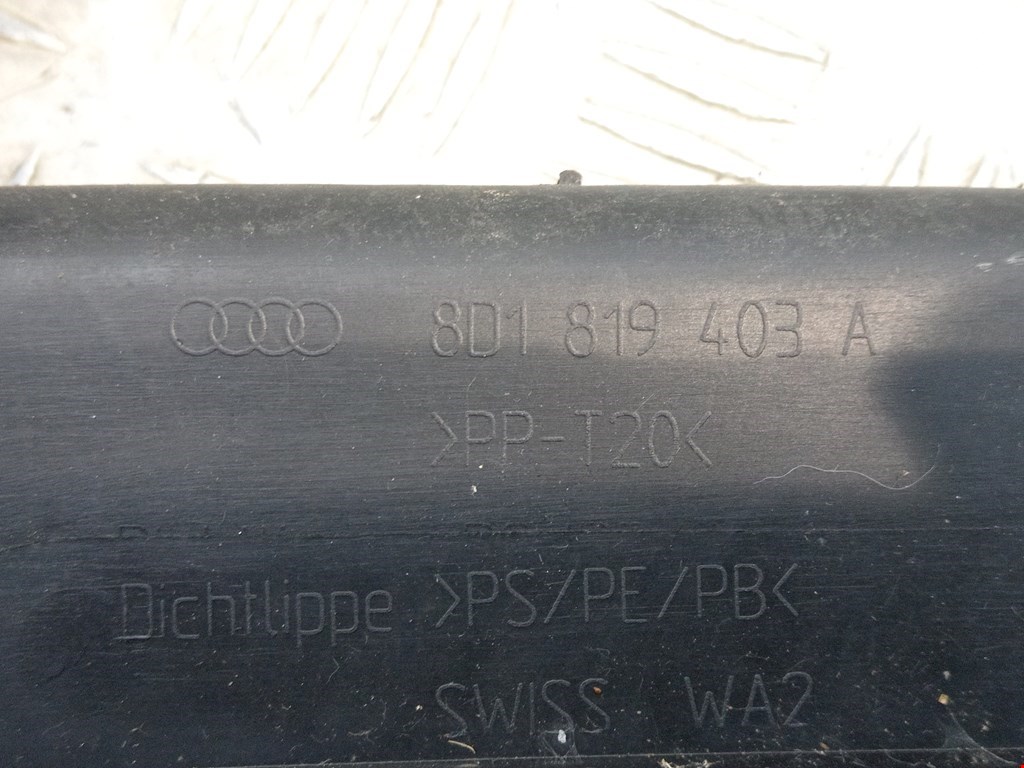 8D1 819 403 A
>PP-T20<
Dichtlippe >PS/PE/PB<
SWISS WA2